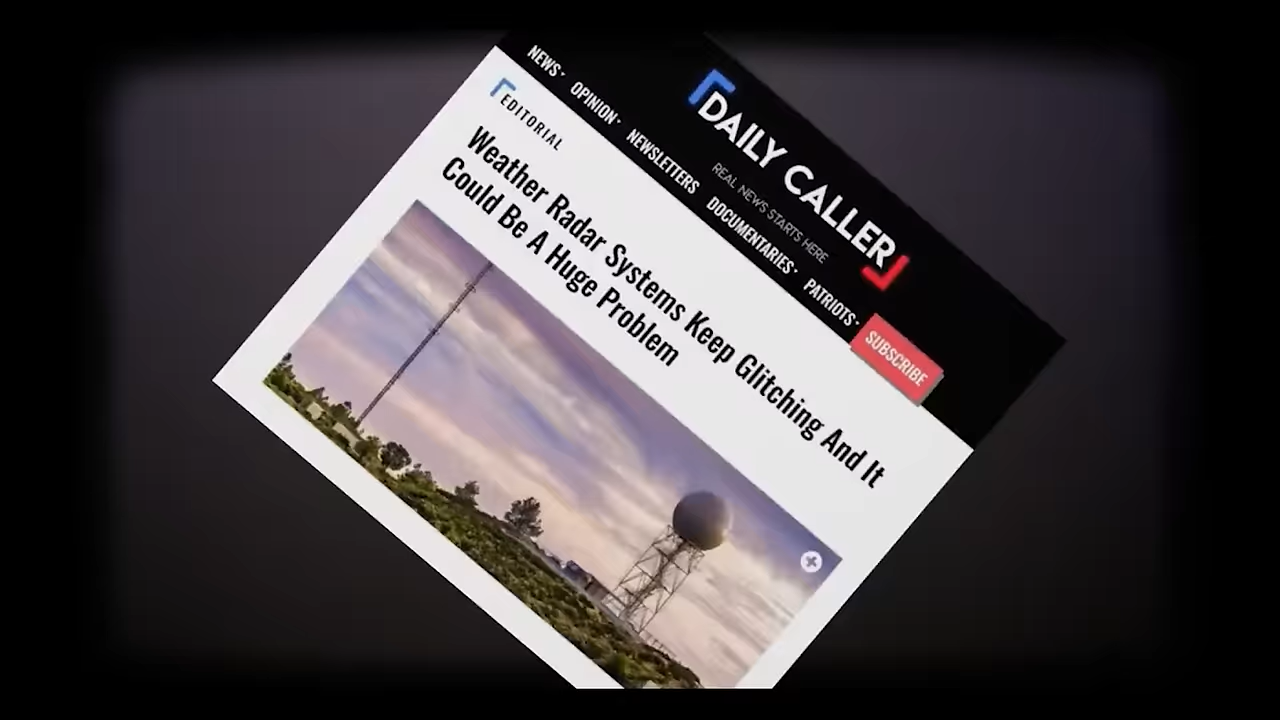 DAILY CALLER
REAL NEWS STARTS HERE
NEWS OPINION NEWSLETTERS DOCUMENTARIES PATRIOTS SUBSCRIBE
EDITORIAL
Weather Radar Systems Keep Glitching And It
Could Be A Huge Problem